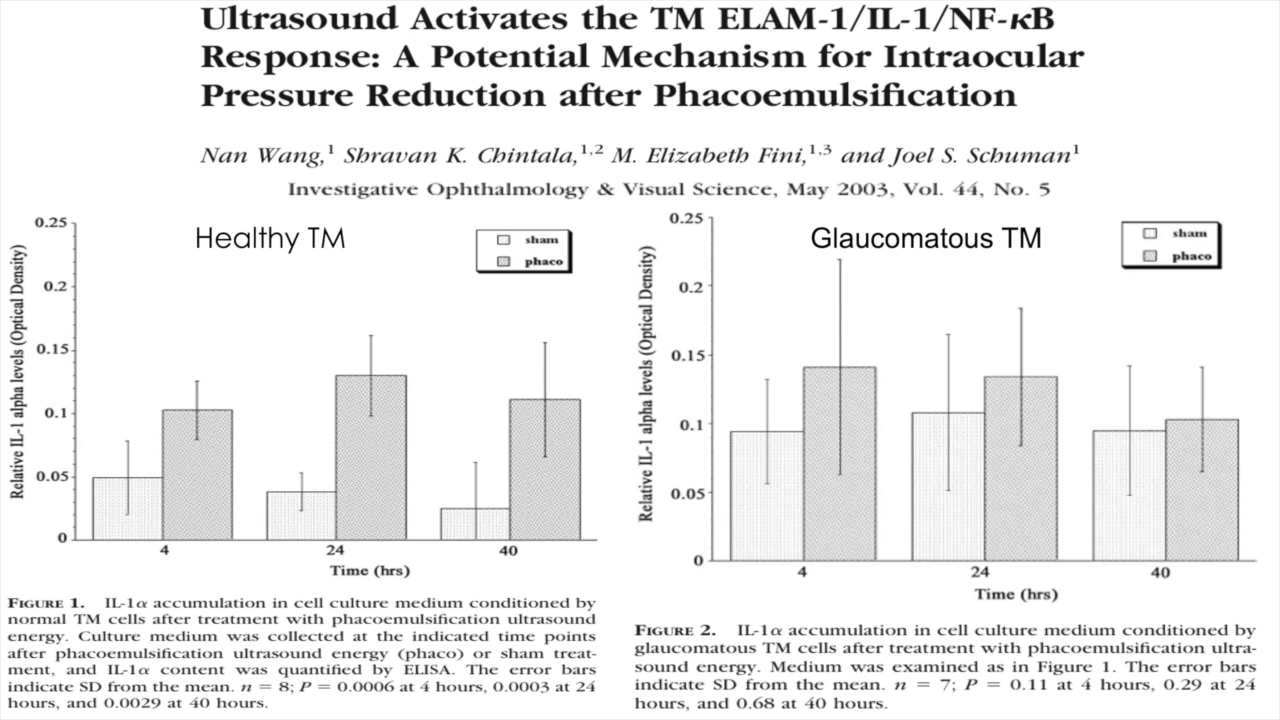 Ultrasound Activates the TM ELAM-1/IL-1/NF-κB
Response: A Potential Mechanism for Intraocular
Pressure Reduction after Phacoemulsification
Nan Wang,¹ Shravan K. Chintala,¹,² M. Elizabeth Fini,¹,³ and Joel S. Schuman¹
Investigative Ophthalmology & Visual Science, May 2003, Vol. 44, No. 5
Healthy TM
sham
phaco
Relative IL-1 alpha levels (Optical Density)
0.25
0.2
0.15
0.1
0.05
0
4
24
40
Time (hrs)
FIGURE 1. IL-1α accumulation in cell culture medium conditioned by
normal TM cells after treatment with phacoemulsification ultrasound
energy. Culture medium was collected at the indicated time points
after phacoemulsification ultrasound energy (phaco) or sham treat-
ment, and IL-1α content was quantified by ELISA. The error bars
indicate SD from the mean. n = 8; P = 0.0006 at 4 hours, 0.0003 at 24
hours, and 0.0029 at 40 hours.
Glaucomatous TM
sham
phaco
Relative IL-1 alpha levels (Optical Density)
0.25
0.2
0.15
0.1
0.05
0
4
24
40
Time (hrs)
FIGURE 2. IL-1α accumulation in cell culture medium conditioned by
glaucomatous TM cells after treatment with phacoemulsification ultra-
sound energy. Medium was examined as in Figure 1. The error bars
indicate SD from the mean. n = 7; P = 0.11 at 4 hours, 0.29 at 24
hours, and 0.68 at 40 hours.